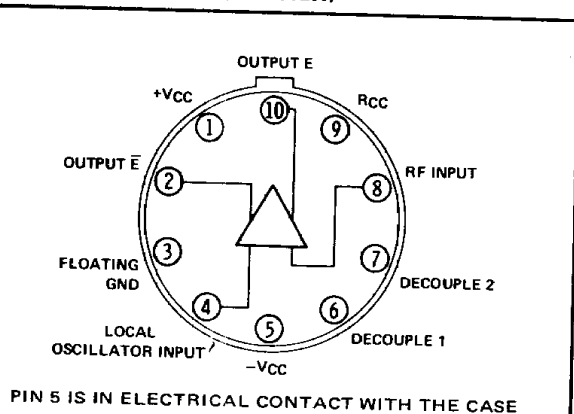 OUTPUT E
+VCC
RCC
10
1
9
OUTPUT E̅
RF INPUT
2
8
3
7
FLOATING
GND
DECOUPLE 2
4
6
5
LOCAL
OSCILLATOR INPUT
DECOUPLE 1
-VCC
PIN 5 IS IN ELECTRICAL CONTACT WITH THE CASE